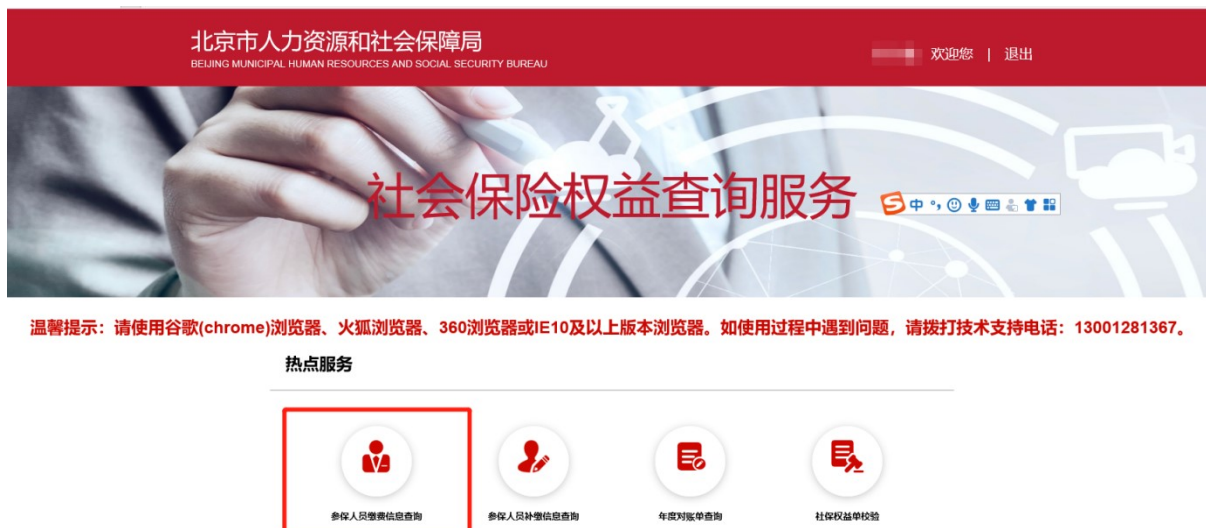 北京市人力资源和社会保障局
BEIJING MUNICIPAL HUMAN RESOURCES AND SOCIAL SECURITY BUREAU
欢迎您 | 退出
社会保险权益查询服务
中
温馨提示：请使用谷歌(chrome)浏览器、火狐浏览器、360浏览器或IE10及以上版本浏览器。如使用过程中遇到问题，请拨打技术支持电话：13001281367。
热点服务
参保人员缴费信息查询
参保人员补缴信息查询
年度对账单查询
社保权益单校验